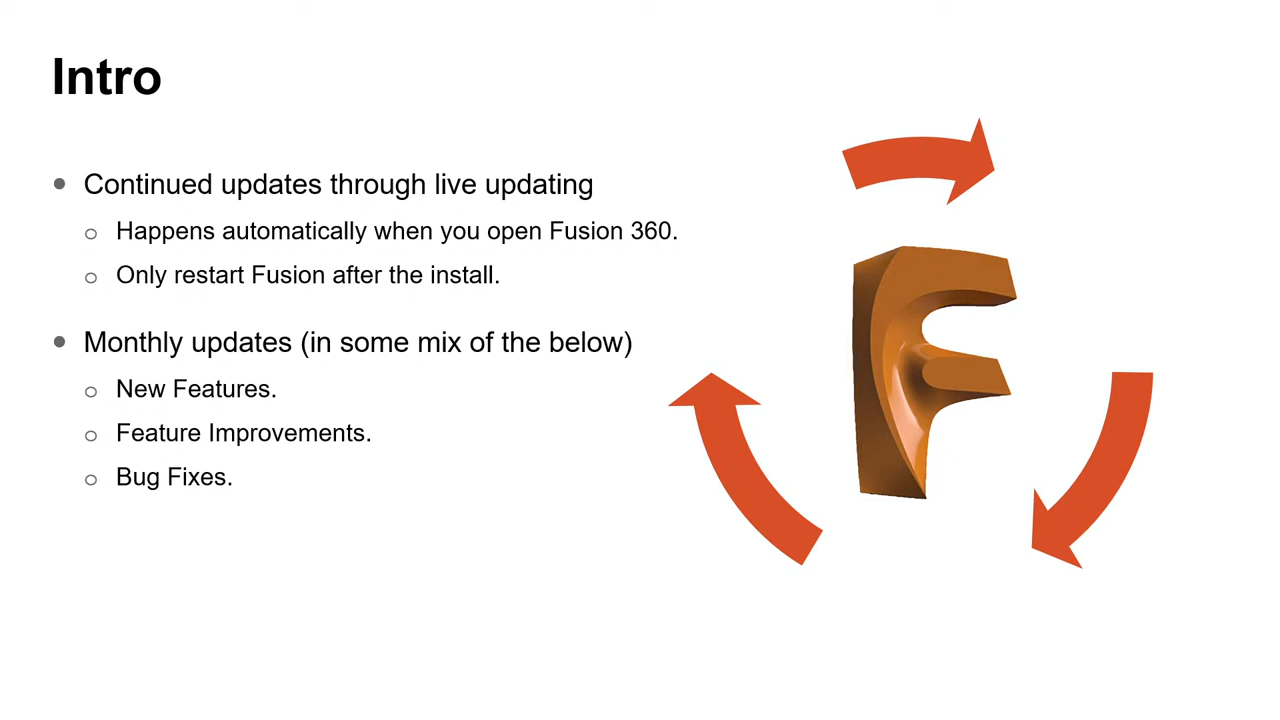 Intro
• Continued updates through live updating
o Happens automatically when you open Fusion 360.
o Only restart Fusion after the install.
• Monthly updates (in some mix of the below)
o New Features.
o Feature Improvements.
o Bug Fixes.
F